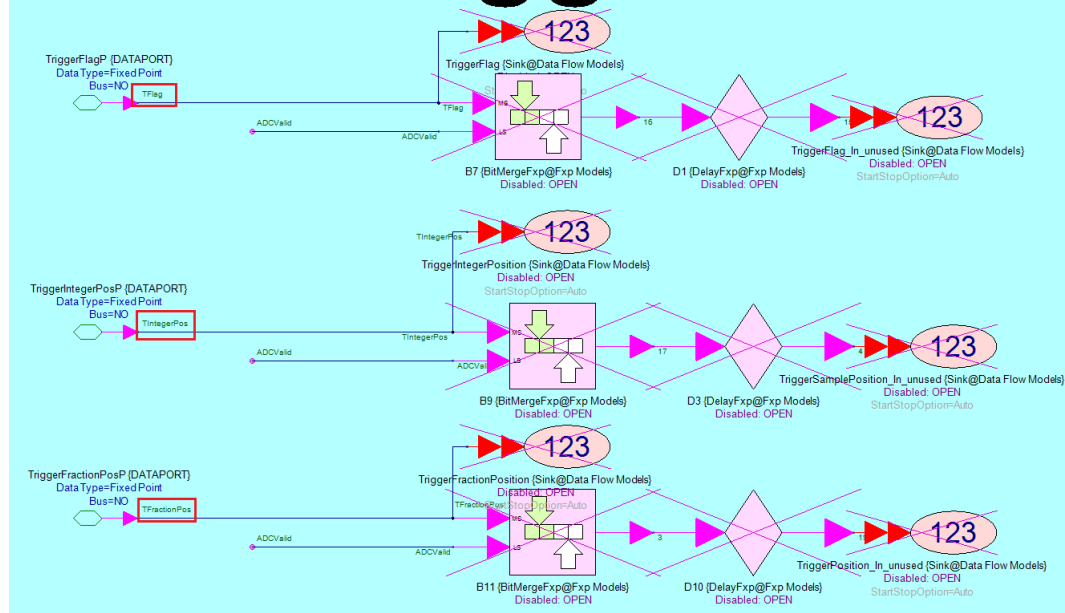 123
TriggerFlagP {DATAPORT}
DataType=Fixed Point
Bus=NO
TFlag
TriggerFlag {Sink@Data Flow Models}
TFlag
MS
ADCValid
ADCValid
LS
16
123
B7 {BitMergeFxp@Fxp Models}
Disabled: OPEN
D1 {DelayFxp@Fxp Models}
Disabled: OPEN
TriggerFlag_In_unused {Sink@Data Flow Models}
Disabled: OPEN
StartStopOption=Auto
TIntegerPos
123
TriggerIntegerPosition {Sink@Data Flow Models}
Disabled: OPEN
StartStopOption=Auto
TriggerIntegerPosP {DATAPORT}
DataType=Fixed Point
Bus=NO
TIntegerPos
TIntegerPos
MS
ADCValid
LS
17
4
123
B9 {BitMergeFxp@Fxp Models}
Disabled: OPEN
D3 {DelayFxp@Fxp Models}
Disabled: OPEN
TriggerSamplePosition_In_unused {Sink@Data Flow Models}
Disabled: OPEN
StartStopOption=Auto
123
TriggerFractionPosition {Sink@Data Flow Models}
Disabled: OPEN
StartStopOption=Auto
TriggerFractionPosP {DATAPORT}
DataType=Fixed Point
Bus=NO
TFractionPos
TFractionPos
MS
ADCValid
ADCValid
LS
3
123
B11 {BitMergeFxp@Fxp Models}
Disabled: OPEN
D10 {DelayFxp@Fxp Models}
Disabled: OPEN
TriggerPosition_In_unused {Sink@Data Flow Models}
Disabled: OPEN
StartStopOption=Auto